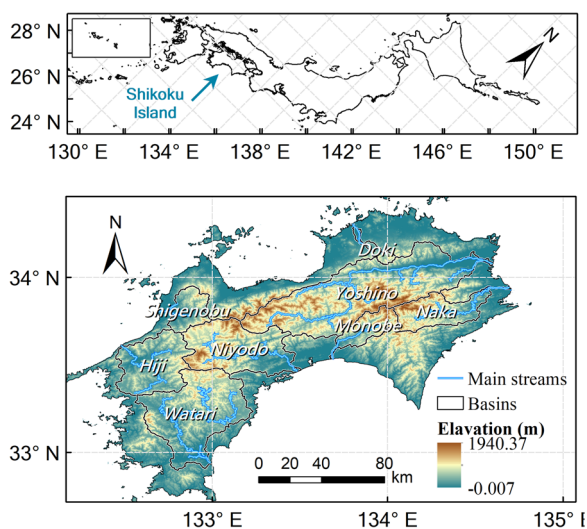 28° N
26° N
24° N
Shikoku
Island
N
130° E
134° E
138° E
142° E
146° E
150° E
N
34° N
33° N
Doki
Yoshino
Shigenobu
Naka
Monobe
Niyodo
Hiji
Watari
Main streams
Basins
Elavation (m)
1940.37
-0.007
0 20 40 80
km
133° E
134° E
135° E